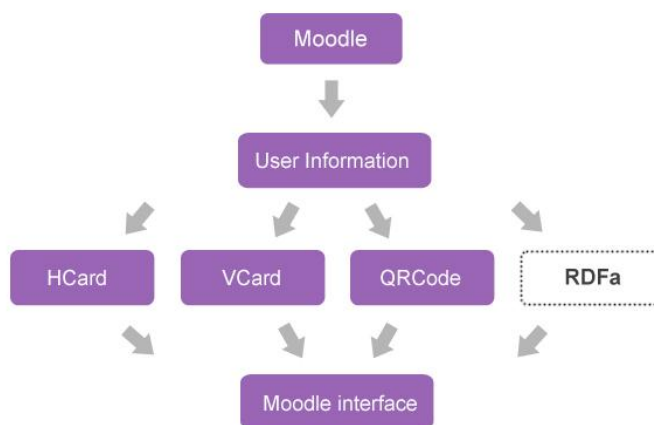 Moodle
User Information
HCard
VCard
QRCode
RDFa
Moodle interface